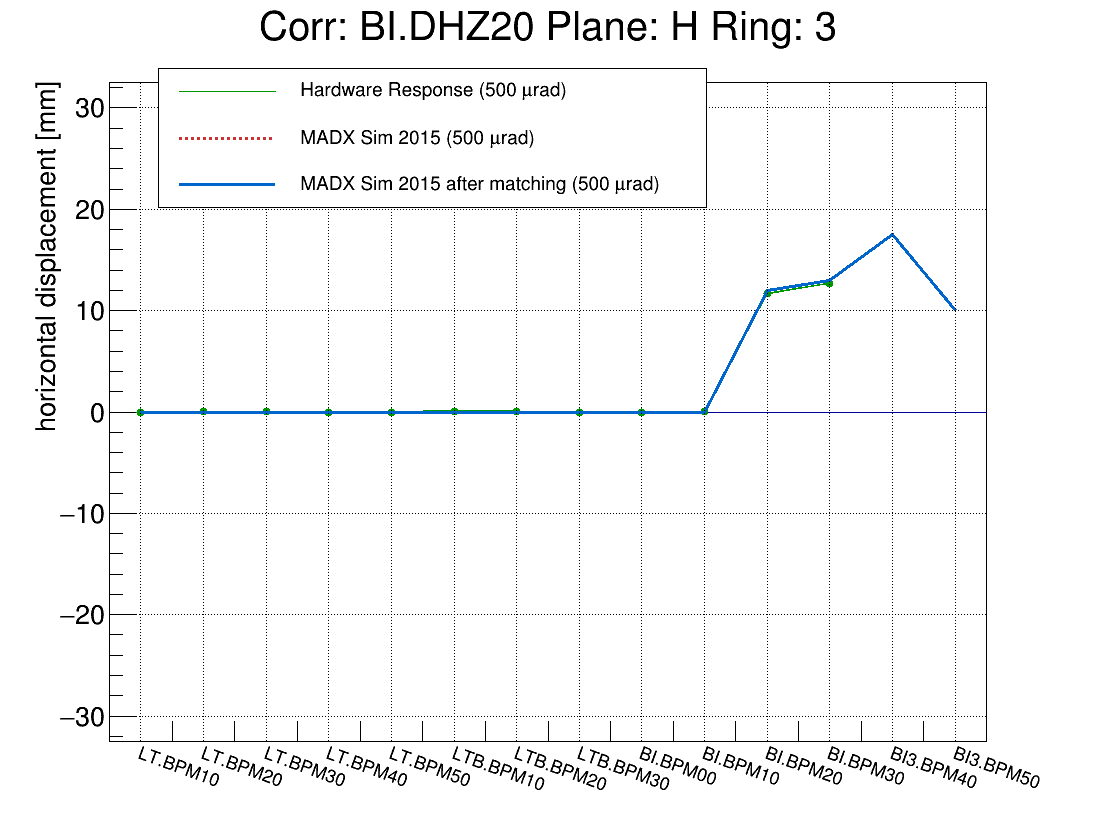 Corr: BI.DHZ20 Plane: H Ring: 3
Hardware Response (500 μrad)
MADX Sim 2015 (500 μrad)
MADX Sim 2015 after matching (500 μrad)
horizontal displacement [mm]
30
20
10
0
−10
−20
−30
LT.BPM10
LT.BPM20
LT.BPM30
LT.BPM40
LT.BPM50
LTB.BPM10
LTB.BPM20
LTB.BPM30
BI.BPM00
BI.BPM10
BI.BPM20
BI.BPM30
BI3.BPM40
BI3.BPM50